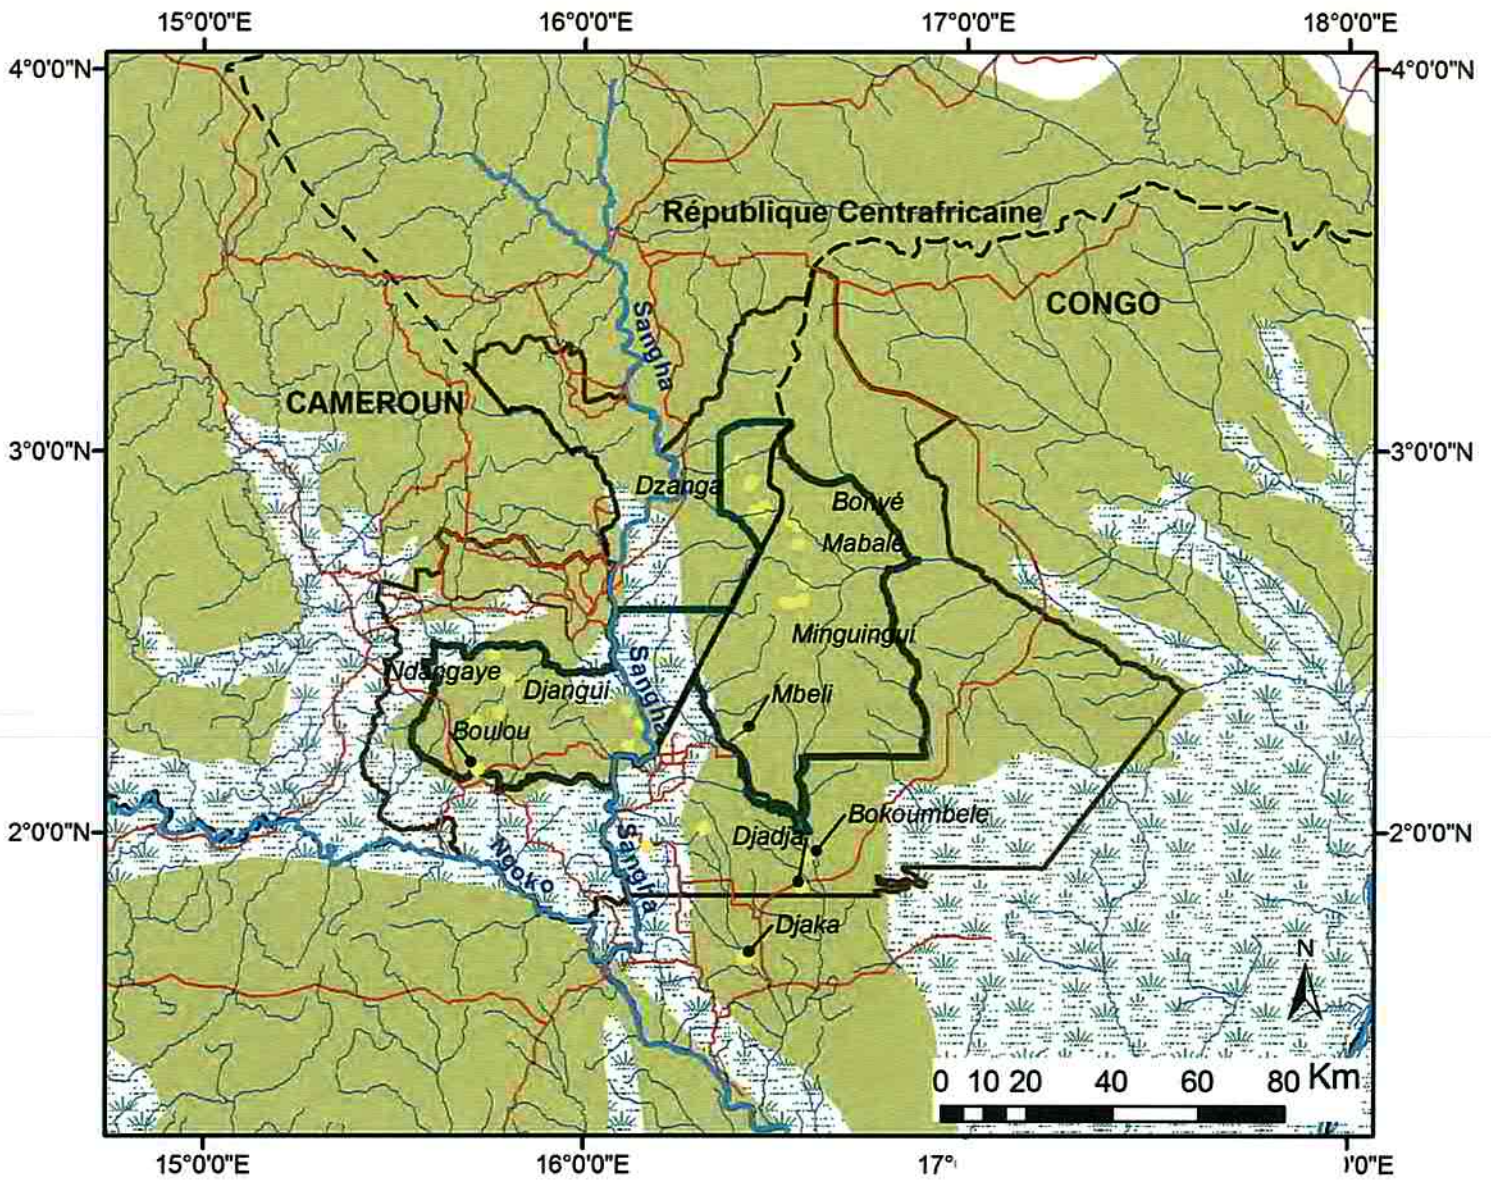 15°0'0"E 16°0'0"E 17°0'0"E 18°0'0"E
4°0'0"N 4°0'0"N
République Centrafricaine
CONGO
Sangha
CAMEROUN
3°0'0"N 3°0'0"N
Dzanga
Bonyé
Mabale
Minguingui
Sangha
Ndangaye
Djangui
Mbeli
Boulou
Bokoumbele
2°0'0"N 2°0'0"N
Djadja
Sangha
Ngoko
Djaka
N
0 10 20 40 60 80 Km
15°0'0"E 16°0'0"E 17° '0"E